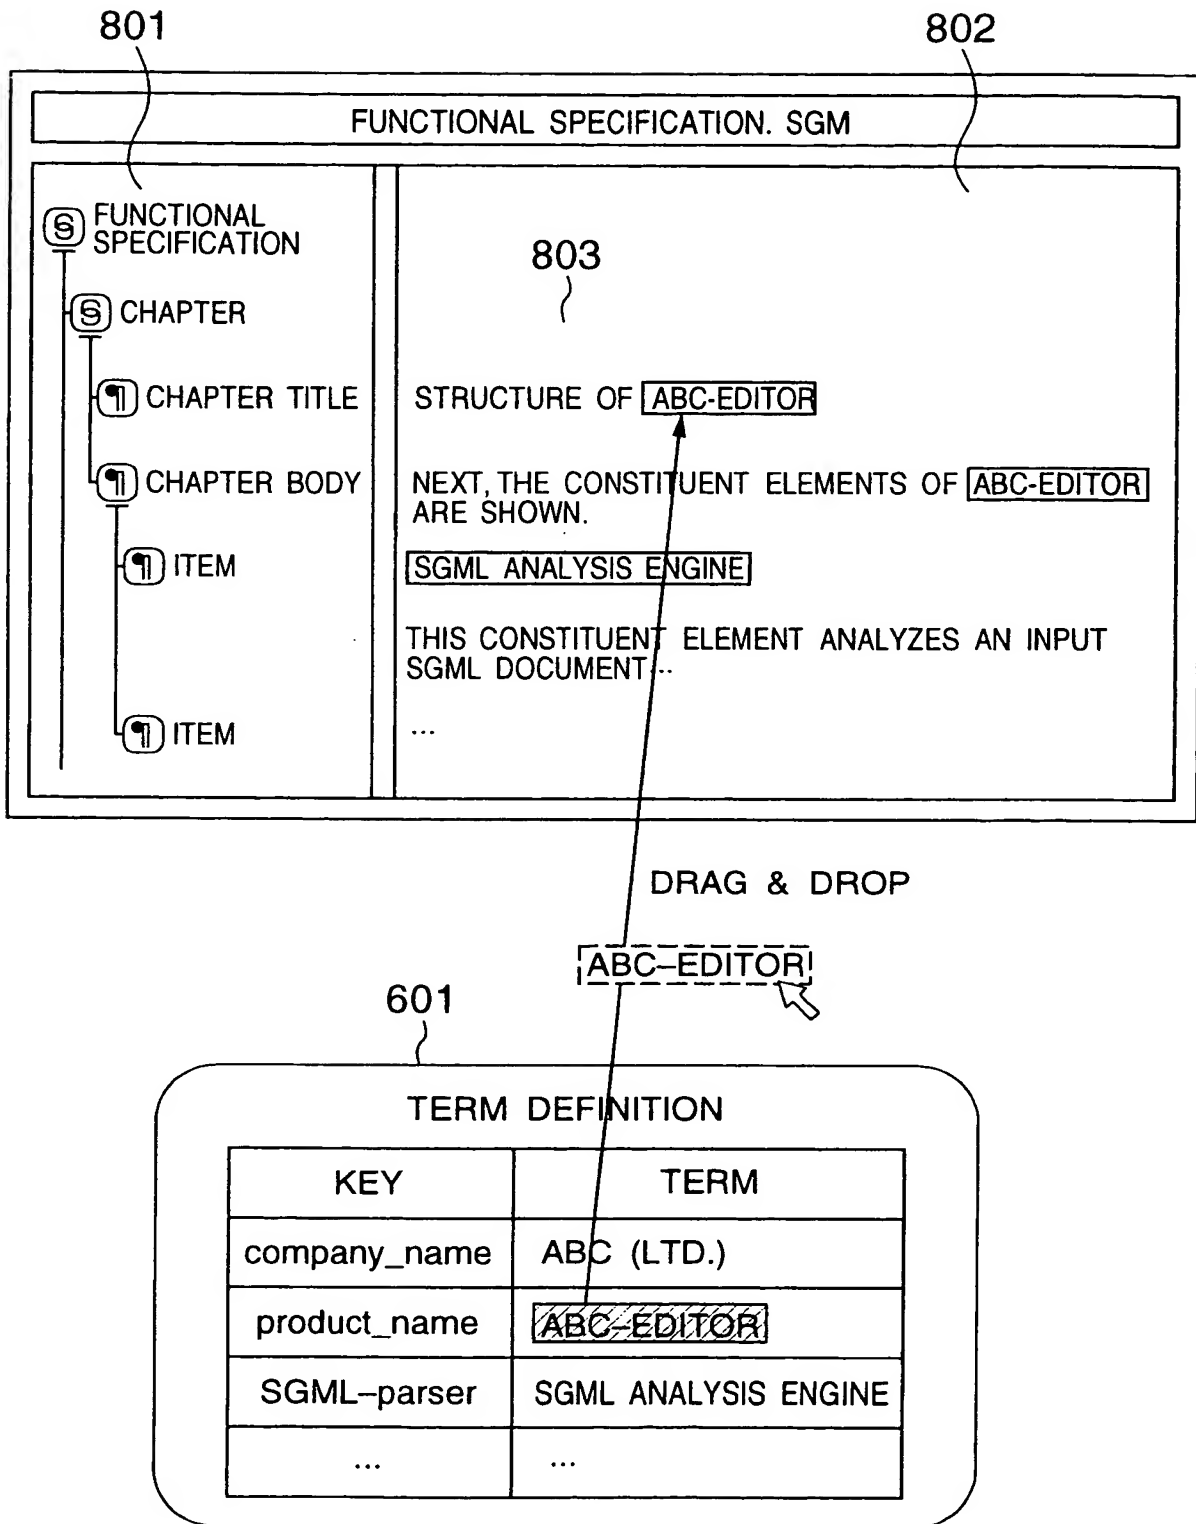 801
802
FUNCTIONAL SPECIFICATION. SGM
FUNCTIONAL
SPECIFICATION
803
CHAPTER
¶ CHAPTER TITLE
STRUCTURE OF ABC-EDITOR
¶ CHAPTER BODY
NEXT, THE CONSTITUENT ELEMENTS OF ABC-EDITOR
ARE SHOWN.
¶ ITEM
SGML ANALYSIS ENGINE
THIS CONSTITUENT ELEMENT ANALYZES AN INPUT
SGML DOCUMENT...
¶ ITEM
...
DRAG & DROP
ABC–EDITOR
601
TERM DEFINITION
KEY TERM
company_name ABC (LTD.)
product_name ABC–EDITOR
SGML–parser SGML ANALYSIS ENGINE
... ...